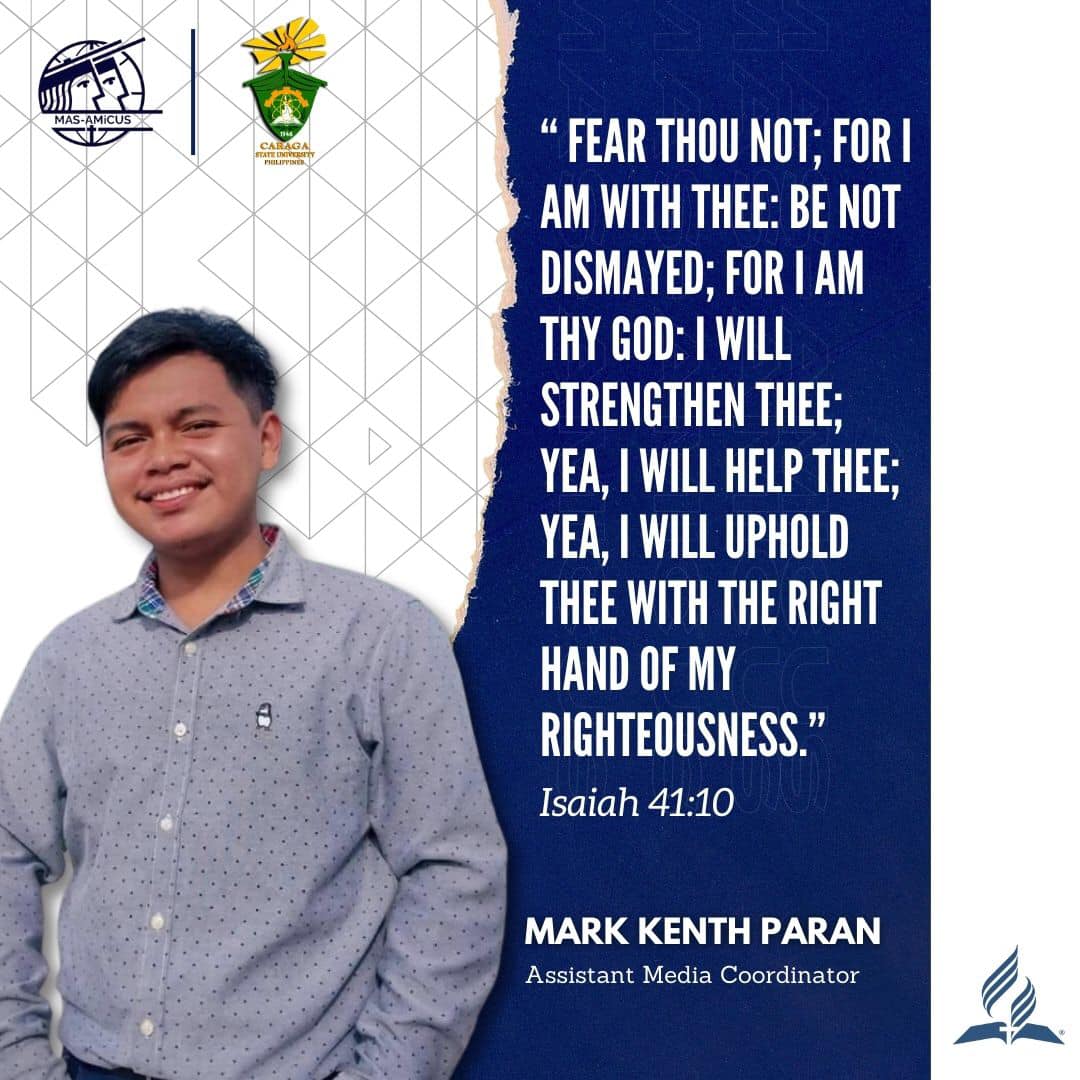 MAS-AMiCUS
1946
CARAGA
STATE UNIVERSITY
PHILIPPINES
“ FEAR THOU NOT; FOR I
AM WITH THEE: BE NOT
DISMAYED; FOR I AM
THY GOD: I WILL
STRENGTHEN THEE;
YEA, I WILL HELP THEE;
YEA, I WILL UPHOLD
THEE WITH THE RIGHT
HAND OF MY
RIGHTEOUSNESS.”
Isaiah 41:10
MARK KENTH PARAN
Assistant Media Coordinator
®